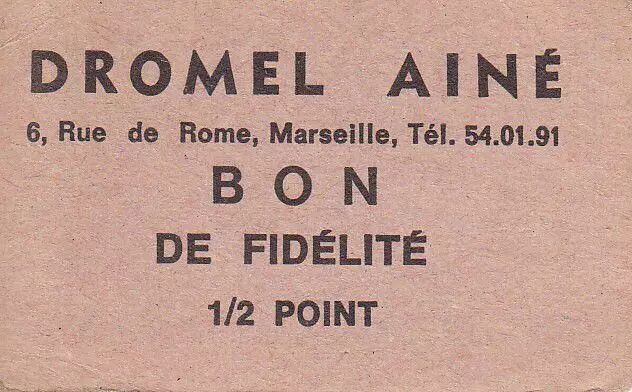 DROMEL AINÉ
6, Rue de Rome, Marseille, Tél. 54.01.91
BON
DE FIDÉLITÉ
1/2 POINT